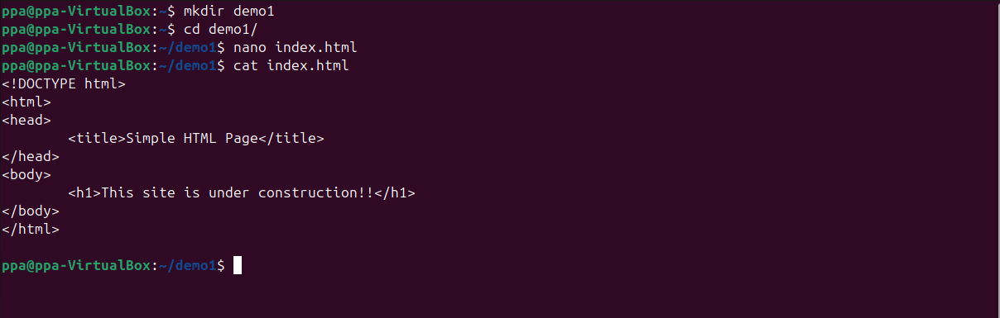 ppa@ppa-VirtualBox:~$ mkdir demo1
ppa@ppa-VirtualBox:~$ cd demo1/
ppa@ppa-VirtualBox:~/demo1$ nano index.html
ppa@ppa-VirtualBox:~/demo1$ cat index.html
<!DOCTYPE html>
<html>
<head>
        <title>Simple HTML Page</title>
</head>
<body>
        <h1>This site is under construction!!</h1>
</body>
</html>

ppa@ppa-VirtualBox:~/demo1$